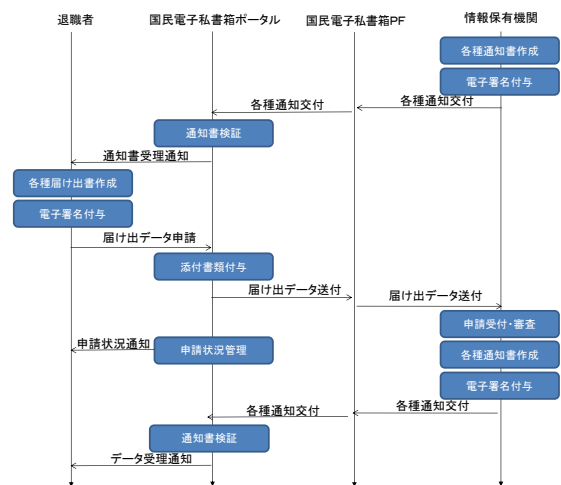 退職者
国民電子私書箱ポータル
国民電子私書箱PF
情報保有機関
各種通知書作成
電子署名付与
各種通知交付
各種通知交付
通知書検証
通知書受理通知
各種届け出書作成
電子署名付与
届け出データ申請
添付書類付与
届け出データ送付
届け出データ送付
申請受付・審査
申請状況通知
申請状況管理
各種通知書作成
電子署名付与
各種通知交付
各種通知交付
通知書検証
データ受理通知